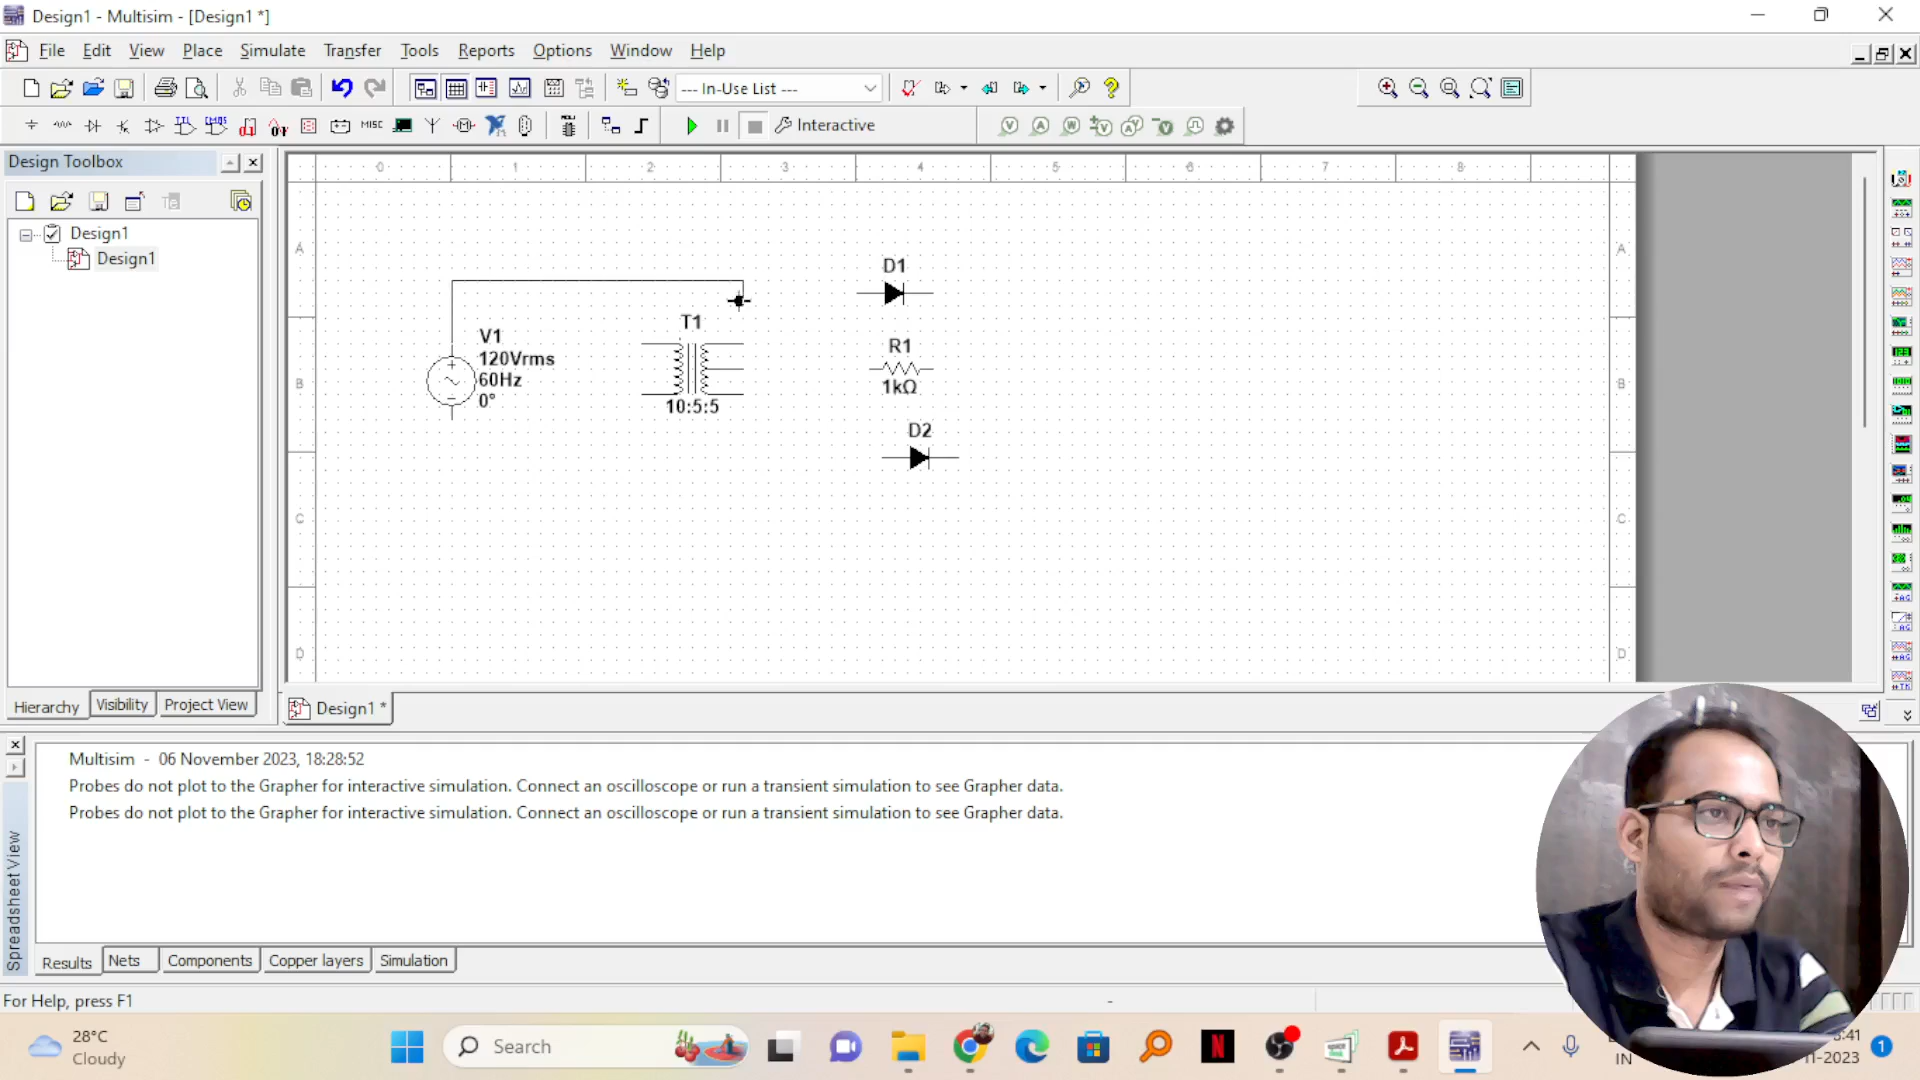 Design1 - Multisim - [Design1 *]
File Edit View Place Simulate Transfer Tools Reports Options Window Help
--- In-Use List ---
MISC Interactive
Design Toolbox
Design1
Design1
Hierarchy Visibility Project View
0 1 2 3 4 5 6 7 8
A A
B B
C C
D D
V1
120Vrms
60Hz
0°
T1
10:5:5
D1
R1
1kΩ
D2
Design1 *
Multisim - 06 November 2023, 18:28:52
Probes do not plot to the Grapher for interactive simulation. Connect an oscilloscope or run a transient simulation to see Grapher data.
Probes do not plot to the Grapher for interactive simulation. Connect an oscilloscope or run a transient simulation to see Grapher data.
Spreadsheet View
Results Nets Components Copper layers Simulation
For Help, press F1
-
28°C
Cloudy
Search
IN
1